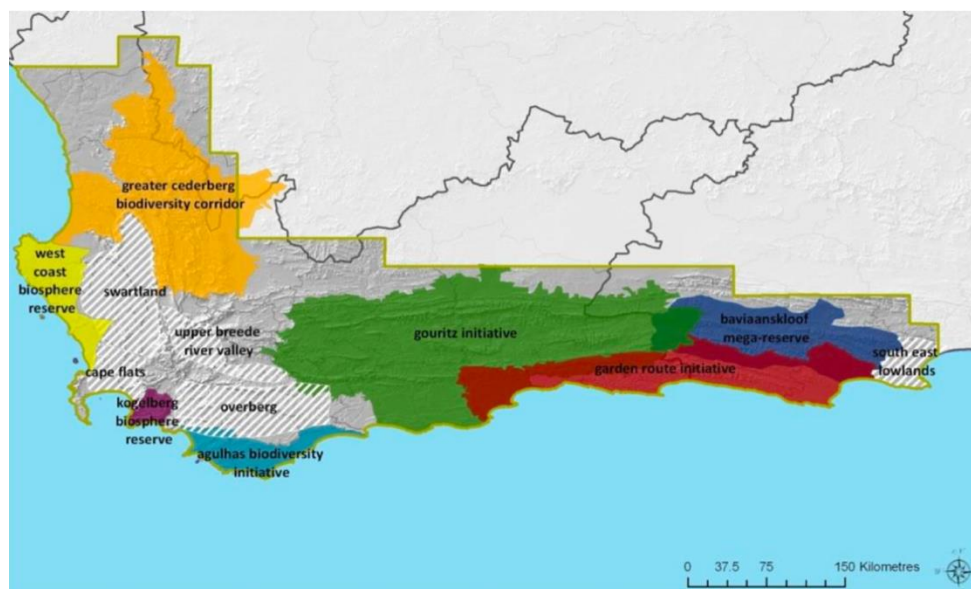 greater cederberg
biodiversity corridor
west
coast
biosphere
reserve
swartland
upper breede
river valley
gouritz initiative
baviaanskloof
mega-reserve
south east
lowlands
garden route initiative
cape flats
kogelberg
biosphere
reserve
overberg
agulhas biodiversity
initiative
0 37.5 75 150 Kilometres